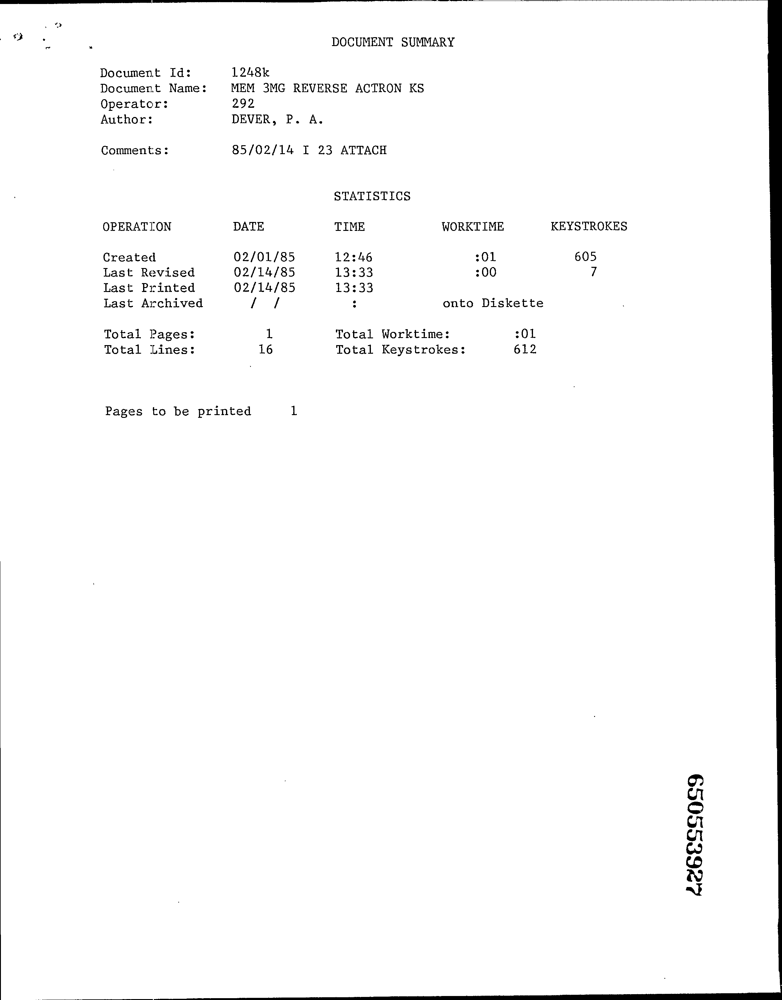 DOCUMENT SUMMARY
Document Id: 1248k
Document Name: MEM 3MG REVERSE ACTRON KS
Operator: 292
Author: DEVER, P. A.
Comments: 85/02/14 I 23 ATTACH
STATISTICS
OPERATION DATE TIME WORKTIME KEYSTROKES
Created 02/01/85 12:46 :01 605
Last Revised 02/14/85 13:33 :00 7
Last Printed 02/14/85 13:33
Last Archived / / : onto Diskette
Total Pages: 1 Total Worktime: :01
Total Lines: 16 Total Keystrokes: 612
Pages to be printed 1
650553927